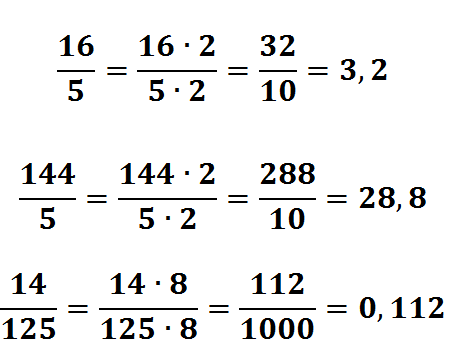 16/5 = 16 · 2/5 · 2 = 32/10 = 3,2
144/5 = 144 · 2/5 · 2 = 288/10 = 28,8
14/125 = 14 · 8/125 · 8 = 112/1000 = 0,112